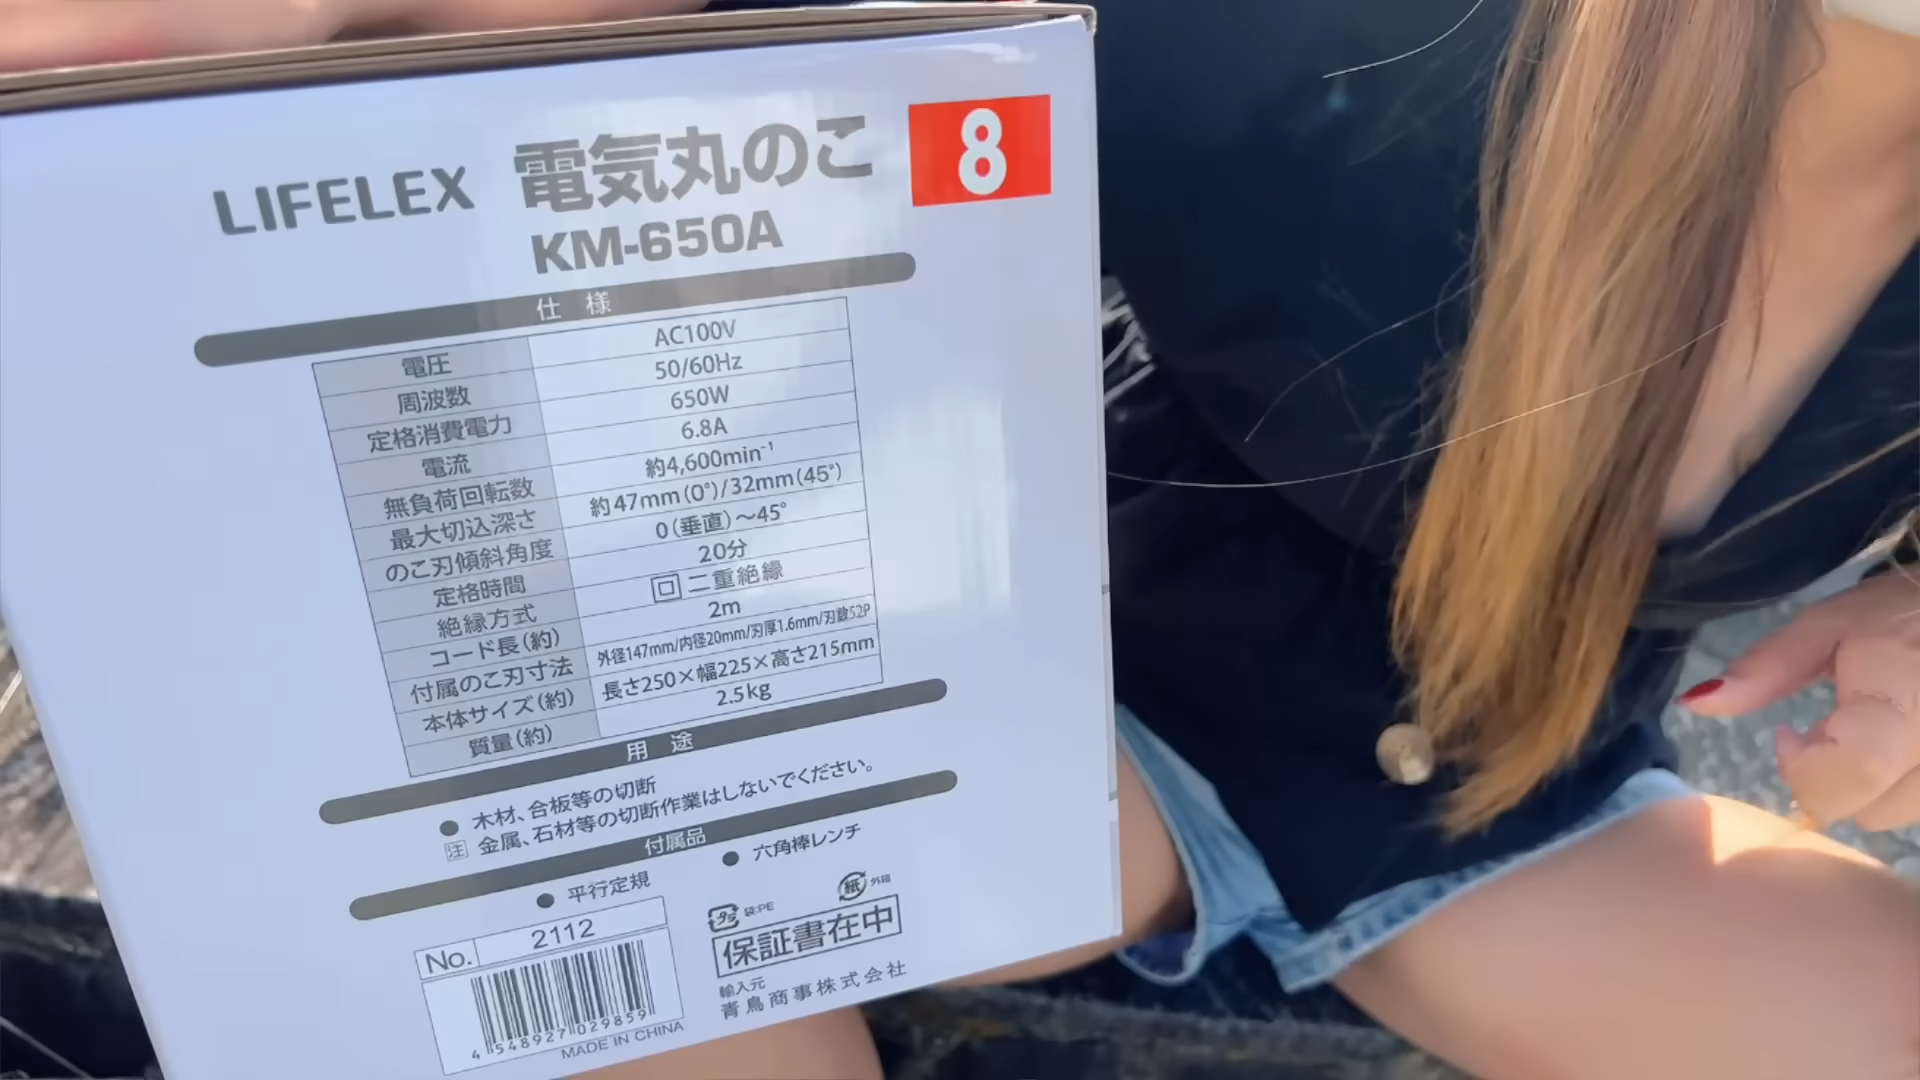 LIFELEX 電気丸のこ 8
KM-650A
仕 様
電圧 AC100V
周波数 50/60Hz
定格消費電力 650W
電流 6.8A
無負荷回転数 約4,600min⁻¹
最大切込深さ 約47mm(0°)/32mm(45°)
のこ刃傾斜角度 0(垂直)〜45°
定格時間 20分
絶縁方式 回 二重絶縁
コード長(約) 2m
付属のこ刃寸法 外径147mm/内径20mm/刃厚1.6mm/刃数52P
本体サイズ(約) 長さ250×幅225×高さ215mm
質量(約) 2.5kg
用 途
● 木材、合板等の切断
注 金属、石材等の切断作業はしないでください。
付属品
● 平行定規 ● 六角棒レンチ
No. 2112
4 548927 029859
MADE IN CHINA
プラ 袋:PE 紙 外箱
保証書在中
輸入元
青鳥商事株式会社